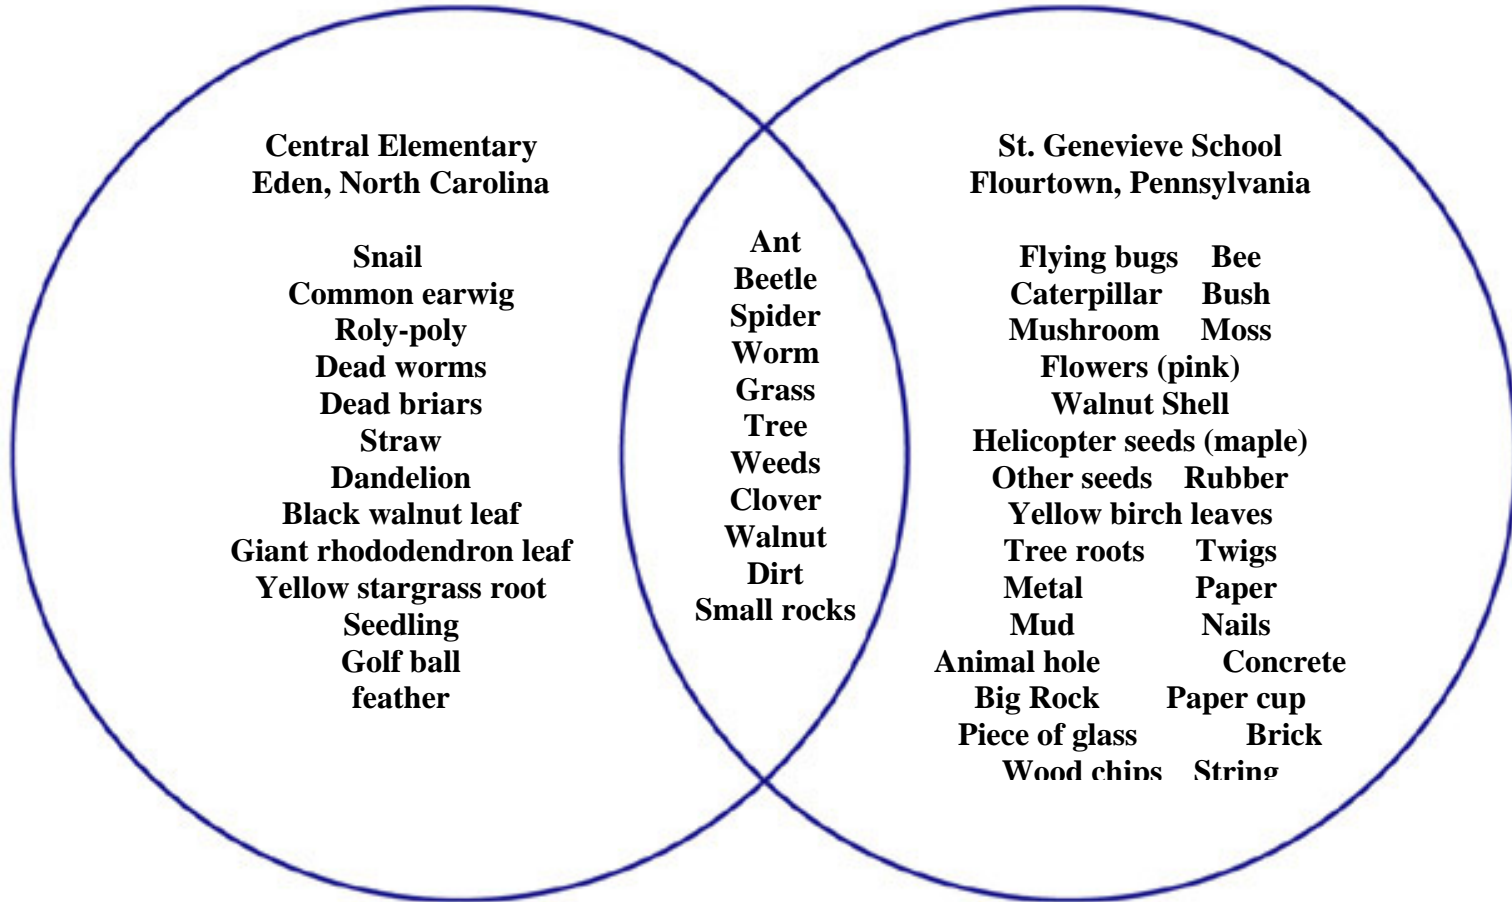 Central Elementary
Eden, North Carolina
Snail
Common earwig
Roly-poly
Dead worms
Dead briars
Straw
Dandelion
Black walnut leaf
Giant rhododendron leaf
Yellow stargrass root
Seedling
Golf ball
feather
Ant
Beetle
Spider
Worm
Grass
Tree
Weeds
Clover
Walnut
Dirt
Small rocks
St. Genevieve School
Flourtown, Pennsylvania
Flying bugs Bee
Caterpillar Bush
Mushroom Moss
Flowers (pink)
Walnut Shell
Helicopter seeds (maple)
Other seeds Rubber
Yellow birch leaves
Tree roots Twigs
Metal Paper
Mud Nails
Animal hole Concrete
Big Rock Paper cup
Piece of glass Brick
Wood chips String